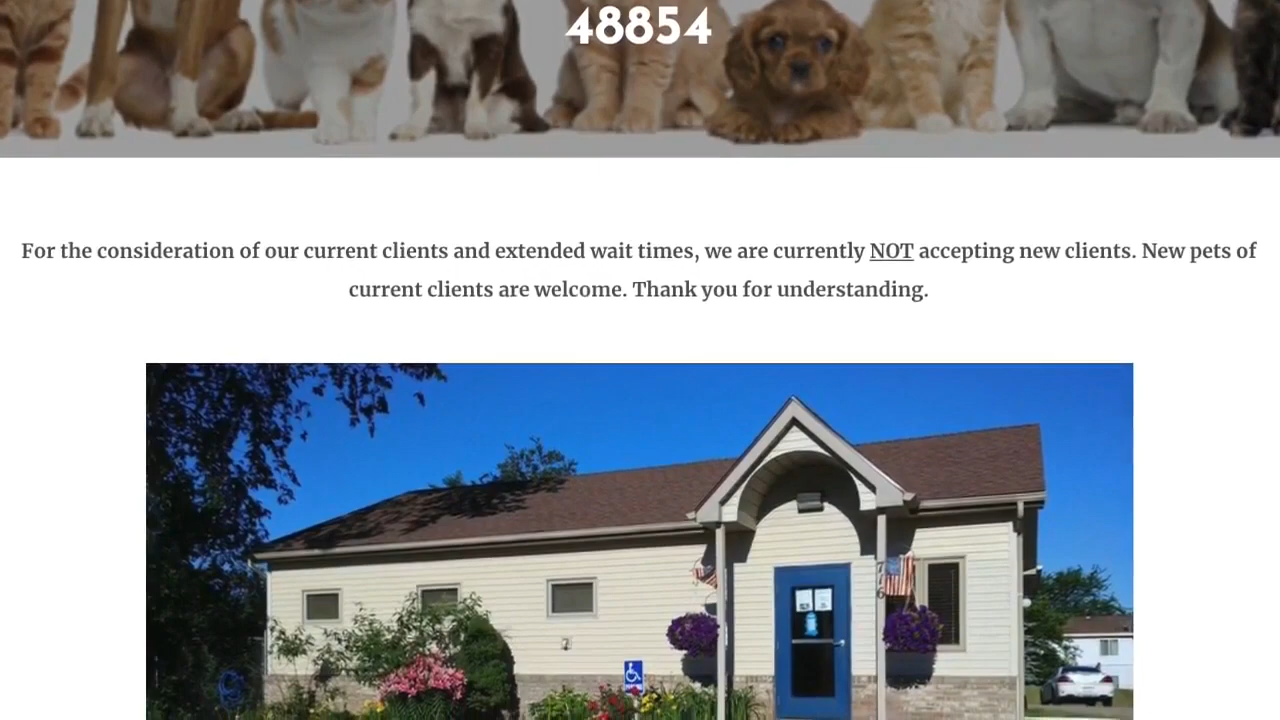 48854
For the consideration of our current clients and extended wait times, we are currently NOT accepting new clients. New pets of
current clients are welcome. Thank you for understanding.
716